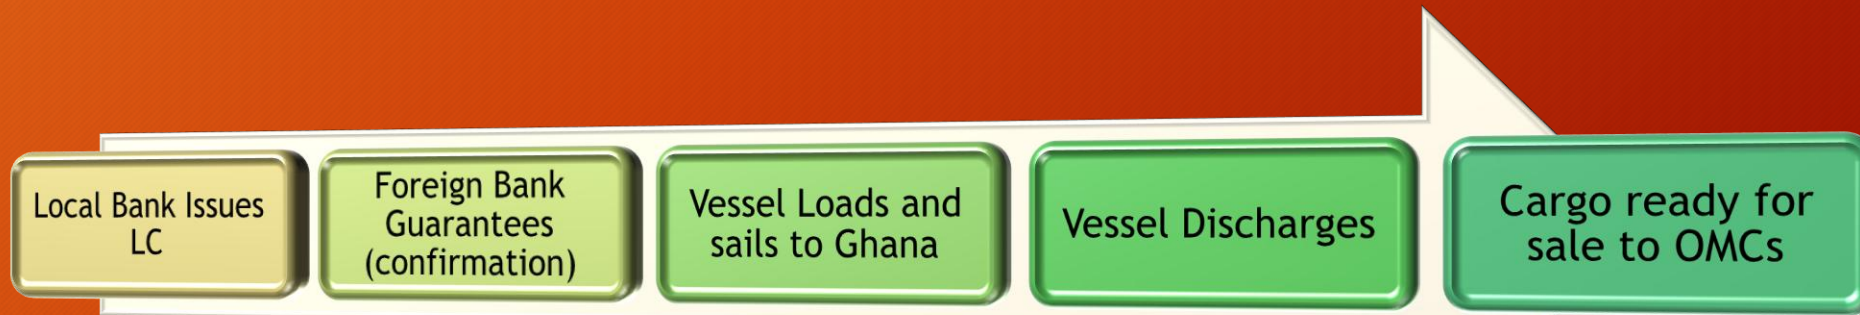 Local Bank Issues
LC
Foreign Bank
Guarantees
(confirmation)
Vessel Loads and
sails to Ghana
Vessel Discharges
Cargo ready for
sale to OMCs